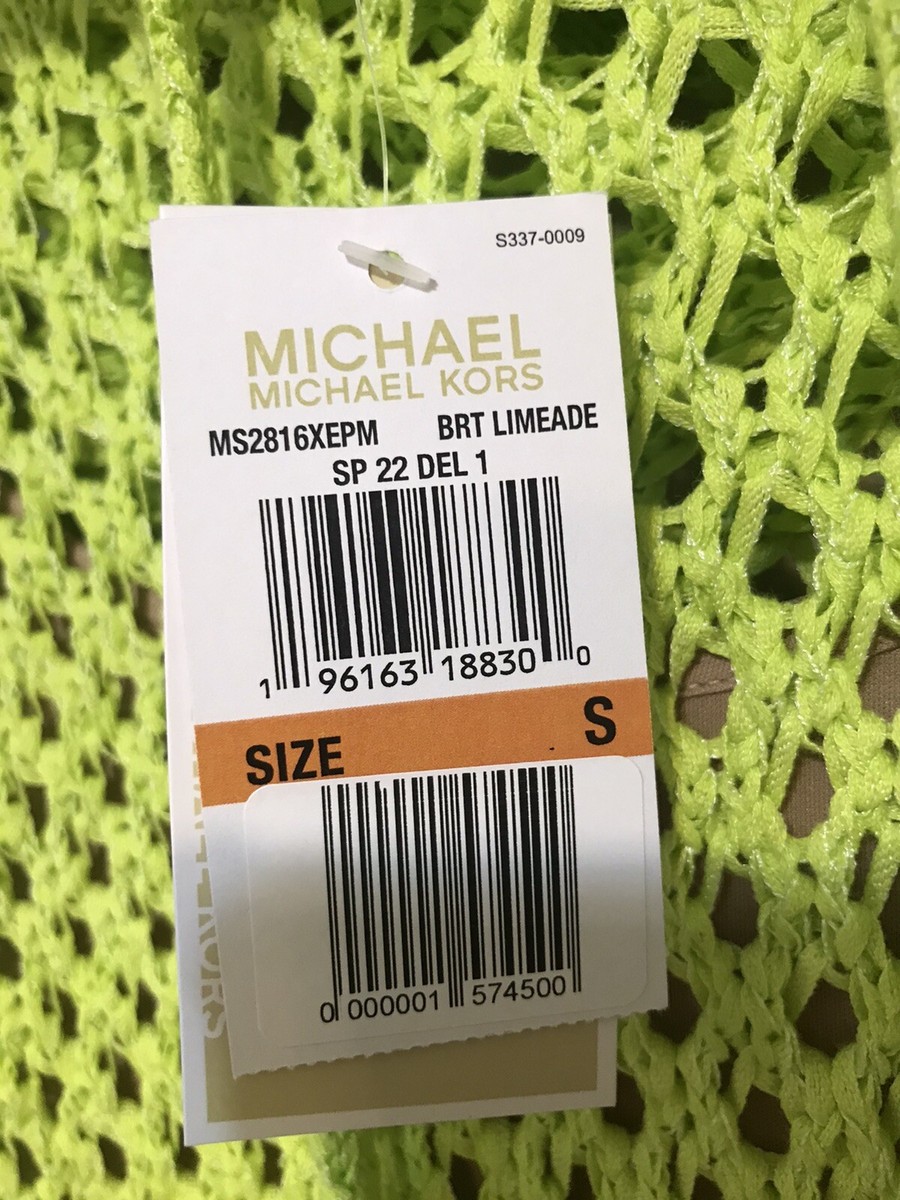 S337-0009
MICHAEL
MICHAEL KORS
MS2816XEPM BRT LIMEADE
SP 22 DEL 1
1 96163 18830 0
SIZE S
0 000001 574500
KORS